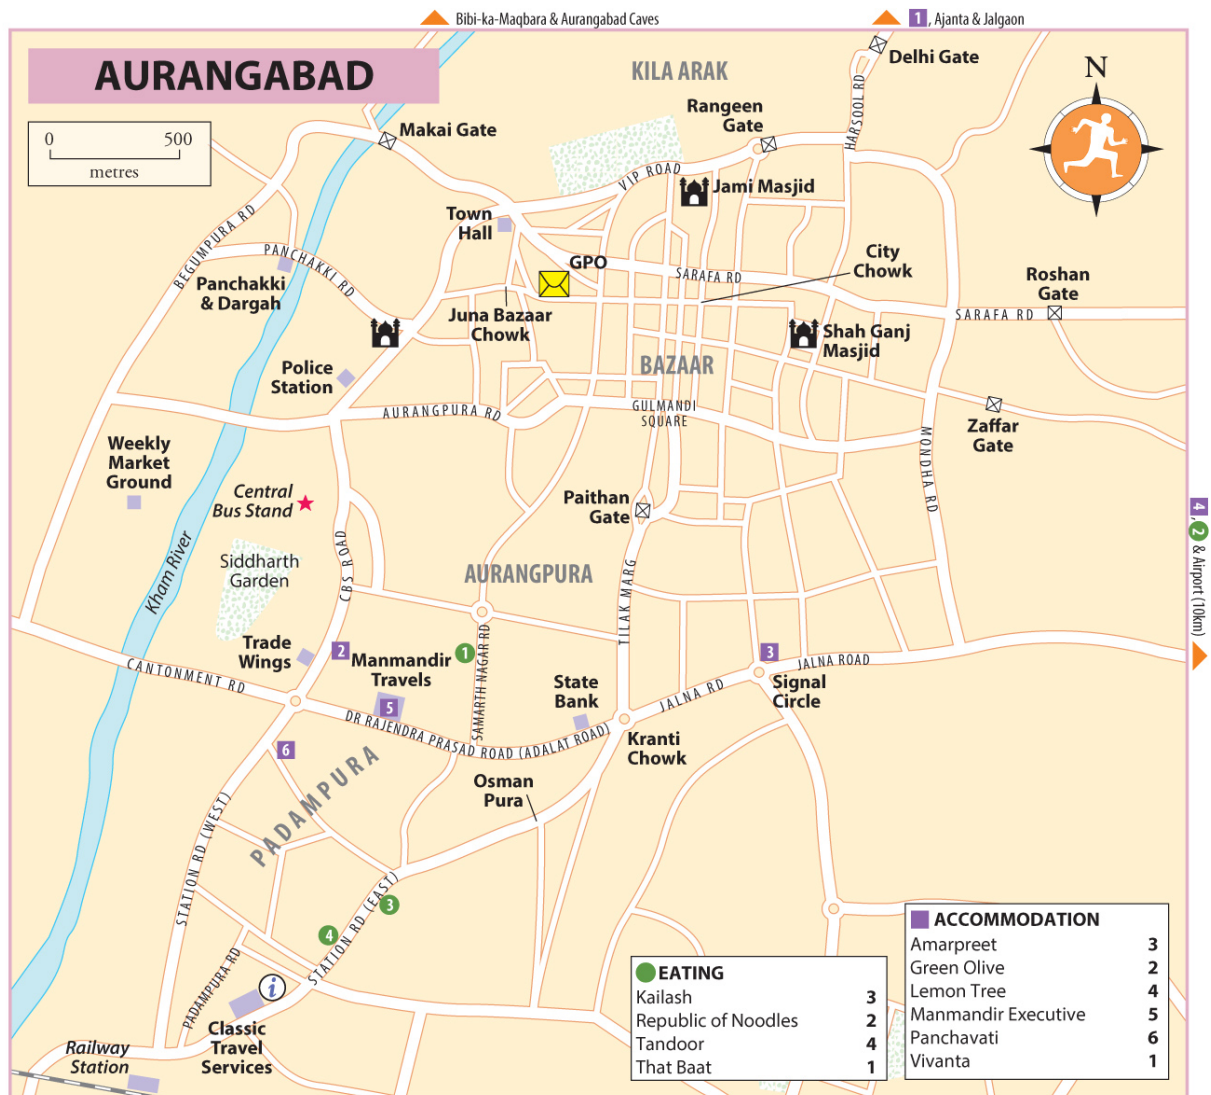 Bibi-ka-Maqbara & Aurangabad Caves
1, Ajanta & Jalgaon
AURANGABAD
0 500
metres
KILA ARAK
Delhi Gate
N
HARSOOL RD
Rangeen
Gate
Makai Gate
VIP ROAD
Jami Masjid
Town
Hall
BEGUMPURA RD
PANCHAKKI RD
GPO
City
Chowk
SARAFA RD
Roshan
Gate
Panchakki
& Dargah
Juna Bazaar
Chowk
SARAFA RD
Shah Ganj
Masjid
BAZAAR
Police
Station
AURANGPURA RD
GULMANDI
SQUARE
Zaffar
Gate
MONDHA RD
Weekly
Market
Ground
Central
Bus Stand
Paithan
Gate
4, 2 & Airport (10km)
Kham River
Siddharth
Garden
CBS ROAD
AURANGPURA
TILAK MARG
Trade
Wings
2
Manmandir
Travels
1
SAMARTH NAGAR RD
3
JALNA ROAD
CANTONMENT RD
State
Bank
JALNA RD
Signal
Circle
5
DR RAJENDRA PRASAD ROAD (ADALAT ROAD)
6
Kranti
Chowk
PADAMPURA
Osman
Pura
STATION RD (WEST)
STATION RD (EAST)
3
4
PADAMPURA RD
i
Classic
Travel
Services
Railway
Station
EATING
Kailash 3
Republic of Noodles 2
Tandoor 4
That Baat 1
ACCOMMODATION
Amarpreet 3
Green Olive 2
Lemon Tree 4
Manmandir Executive 5
Panchavati 6
Vivanta 1